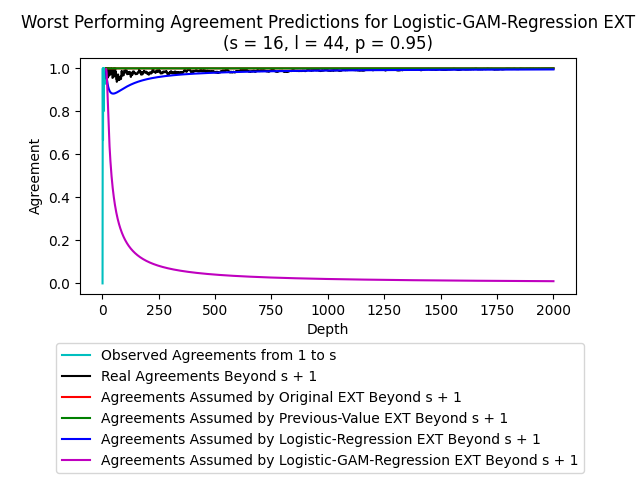 Worst Performing Agreement Predictions for Logistic-GAM-Regression EXT
(s = 16, l = 44, p = 0.95)
1.0
0.8
0.6
0.4
0.2
0.0
Agreement
0 250 500 750 1000 1250 1500 1750 2000
Depth
Observed Agreements from 1 to s
Real Agreements Beyond s + 1
Agreements Assumed by Original EXT Beyond s + 1
Agreements Assumed by Previous-Value EXT Beyond s + 1
Agreements Assumed by Logistic-Regression EXT Beyond s + 1
Agreements Assumed by Logistic-GAM-Regression EXT Beyond s + 1